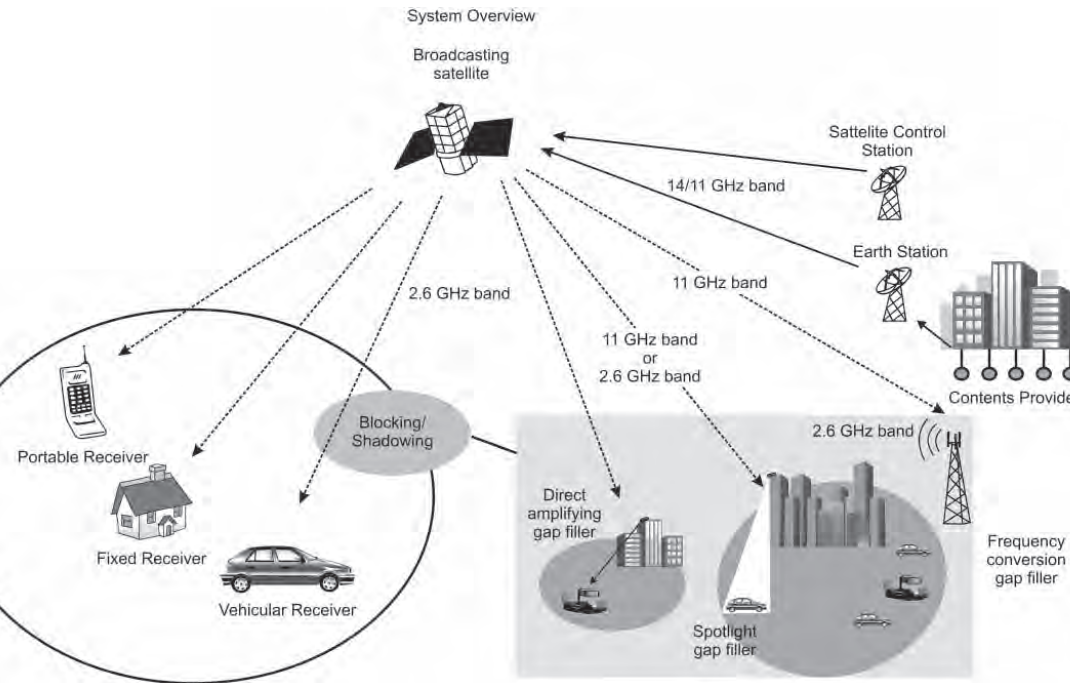 System Overview
Broadcasting
satellite
Sattelite Control
Station
14/11 GHz band
Earth Station
2.6 GHz band
11 GHz band
11 GHz band
or
2.6 GHz band
Contents Provide
Blocking/
Shadowing
2.6 GHz band
Portable Receiver
Direct
amplifying
gap filler
Fixed Receiver
Frequency
conversion
gap filler
Vehicular Receiver
Spotlight
gap filler